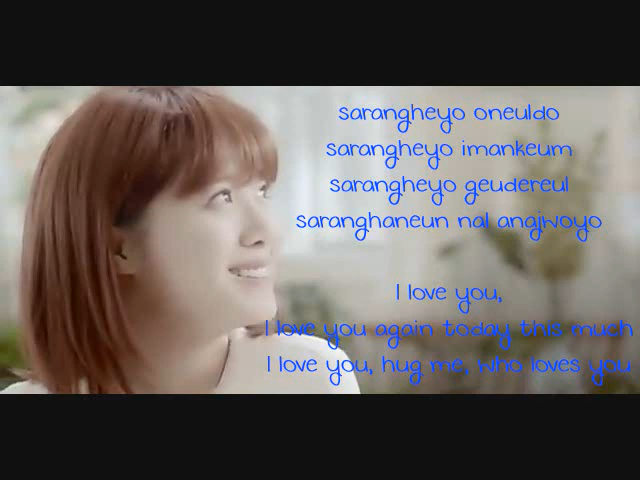 sarangheyo oneuldo
sarangheyo imankeum
sarangheyo geudereul
saranghaneun nal angjwoyo
I love you,
I love you again today this much
I love you, hug me, who loves you